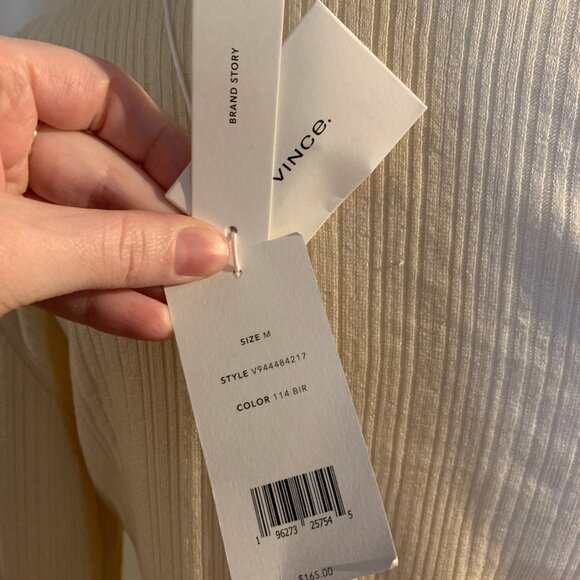 BRAND STORY
VINCE.
SIZE M
STYLE V944484217
COLOR 114 BIR
1 96273 25754 5
$165.00